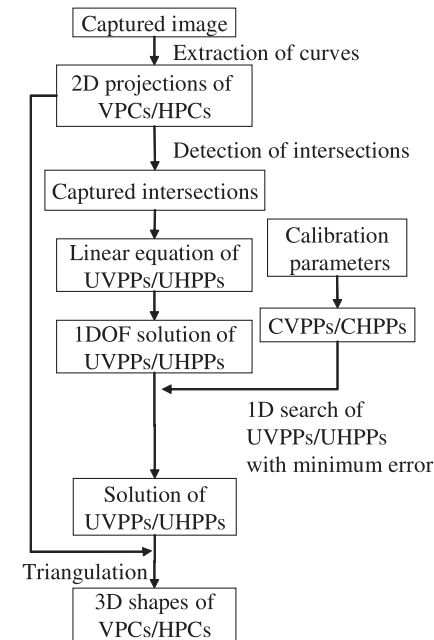 Captured image
Extraction of curves
2D projections of
VPCs/HPCs
Detection of intersections
Captured intersections
Linear equation of
UVPPs/UHPPs
Calibration
parameters
1DOF solution of
UVPPs/UHPPs
CVPPs/CHPPs
1D search of
UVPPs/UHPPs
with minimum error
Solution of
UVPPs/UHPPs
Triangulation
3D shapes of
VPCs/HPCs